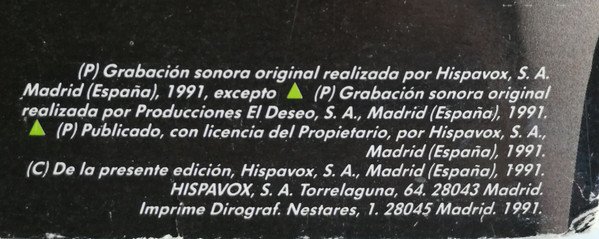 (P) Grabación sonora original realizada por Hispavox, S. A.
Madrid (España), 1991, excepto ▲ (P) Grabación sonora original
realizada por Producciones El Deseo, S. A., Madrid (España), 1991.
▲ (P) Publicado, con licencia del Propietario, por Hispavox, S. A.,
Madrid (España), 1991.
(C) De la presente edición, Hispavox, S. A., Madrid (España), 1991.
HISPAVOX, S. A. Torrelaguna, 64. 28043 Madrid.
Imprime Dirograf. Nestares, 1. 28045 Madrid. 1991.